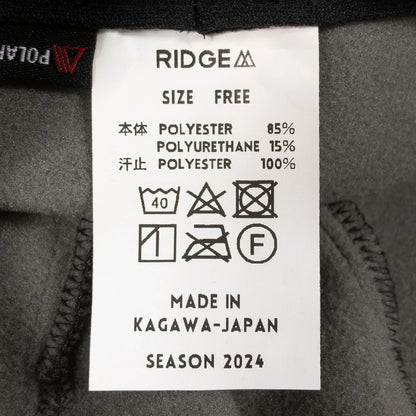 RIDGE
SIZE FREE
本体 POLYESTER 85%
POLYURETHANE 15%
汗止 POLYESTER 100%
40
F
MADE IN
KAGAWA-JAPAN
SEASON 2024
POLAR